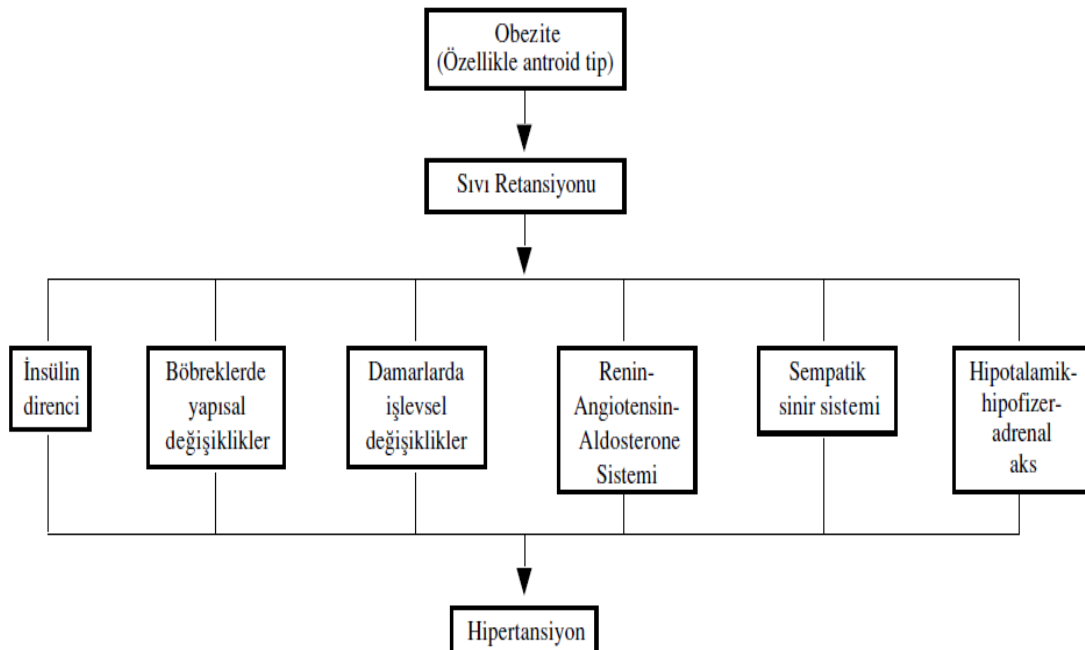 Obezite
(Özellikle antroid tip)
Sıvı Retansiyonu
İnsülin
direnci
Böbreklerde
yapısal
değişiklikler
Damarlarda
işlevsel
değişiklikler
Renin-
Angiotensin-
Aldosterone
Sistemi
Sempatik
sinir sistemi
Hipotalamik-
hipofizer-
adrenal
aks
Hipertansiyon